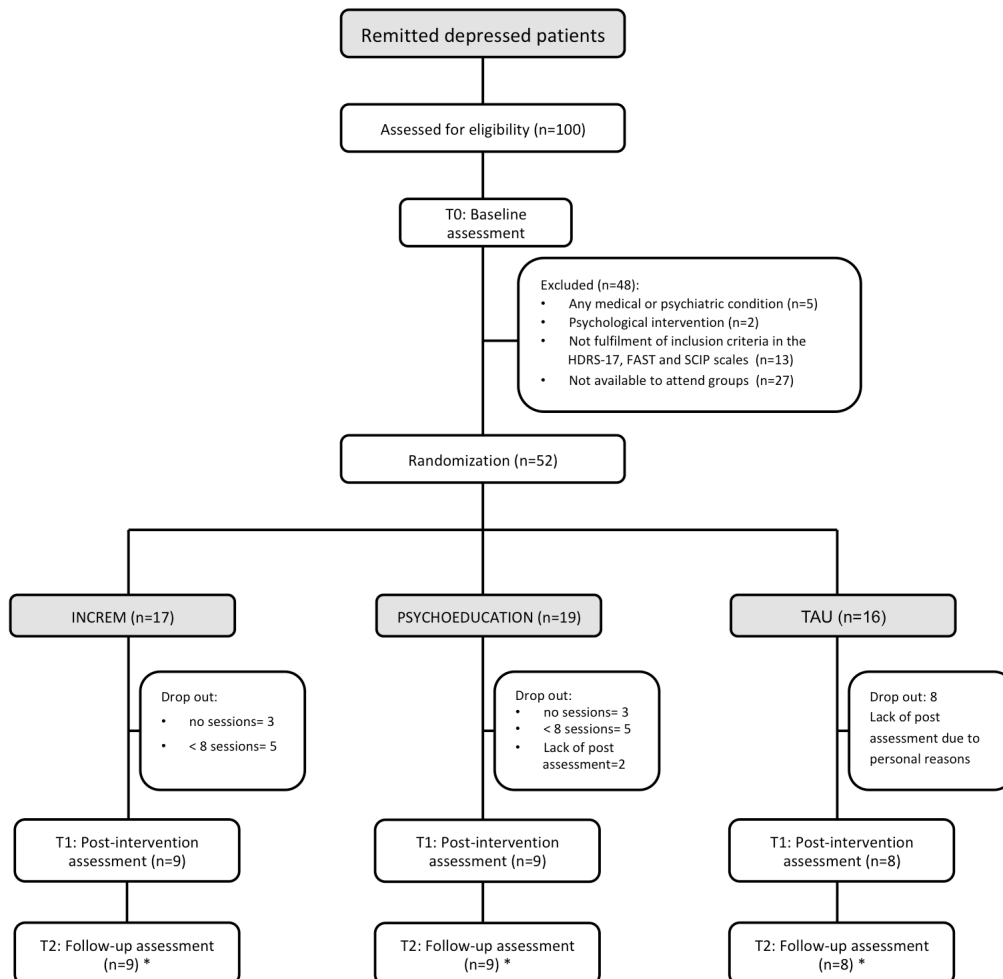 Remitted depressed patients
Assessed for eligibility (n=100)
T0: Baseline
assessment
Excluded (n=48):
• Any medical or psychiatric condition (n=5)
• Psychological intervention (n=2)
• Not fulfilment of inclusion criteria in the
HDRS-17, FAST and SCIP scales (n=13)
• Not available to attend groups (n=27)
Randomization (n=52)
INCREM (n=17)
PSYCHOEDUCATION (n=19)
TAU (n=16)
Drop out:
• no sessions= 3
• < 8 sessions= 5
Drop out:
• no sessions= 3
• < 8 sessions= 5
• Lack of post
assessment=2
Drop out: 8
Lack of post
assessment due to
personal reasons
T1: Post-intervention
assessment (n=9)
T1: Post-intervention
assessment (n=9)
T1: Post-intervention
assessment (n=8)
T2: Follow-up assessment
(n=9) *
T2: Follow-up assessment
(n=9) *
T2: Follow-up assessment
(n=8) *